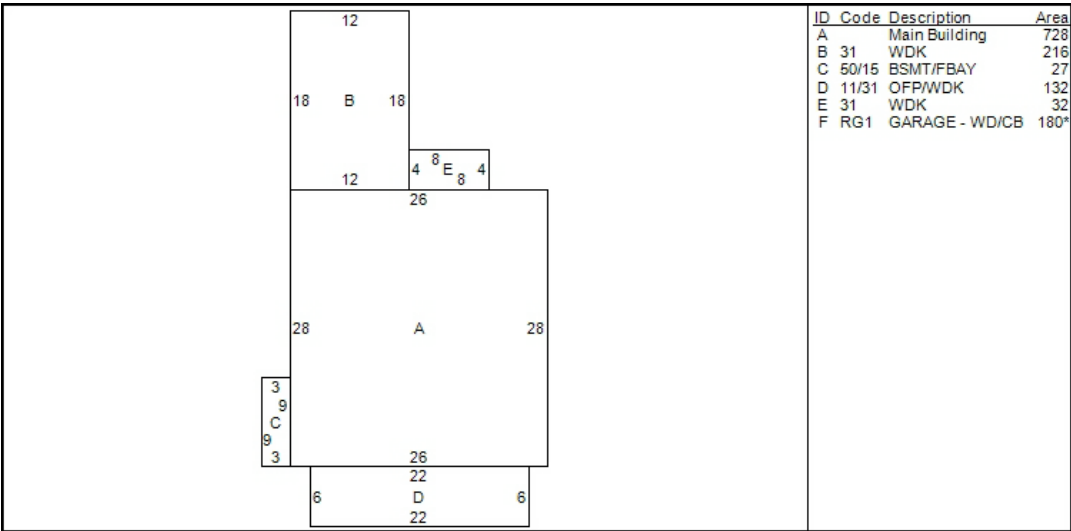 12
18 B 18
12
4 8 E 8 4
26
28 A 28
3
9
C
9
3
26
22
6 D 6
22
ID Code Description Area
A Main Building 728
B 31 WDK 216
C 50/15 BSMT/FBAY 27
D 11/31 OFP/WDK 132
E 31 WDK 32
F RG1 GARAGE - WD/CB 180*